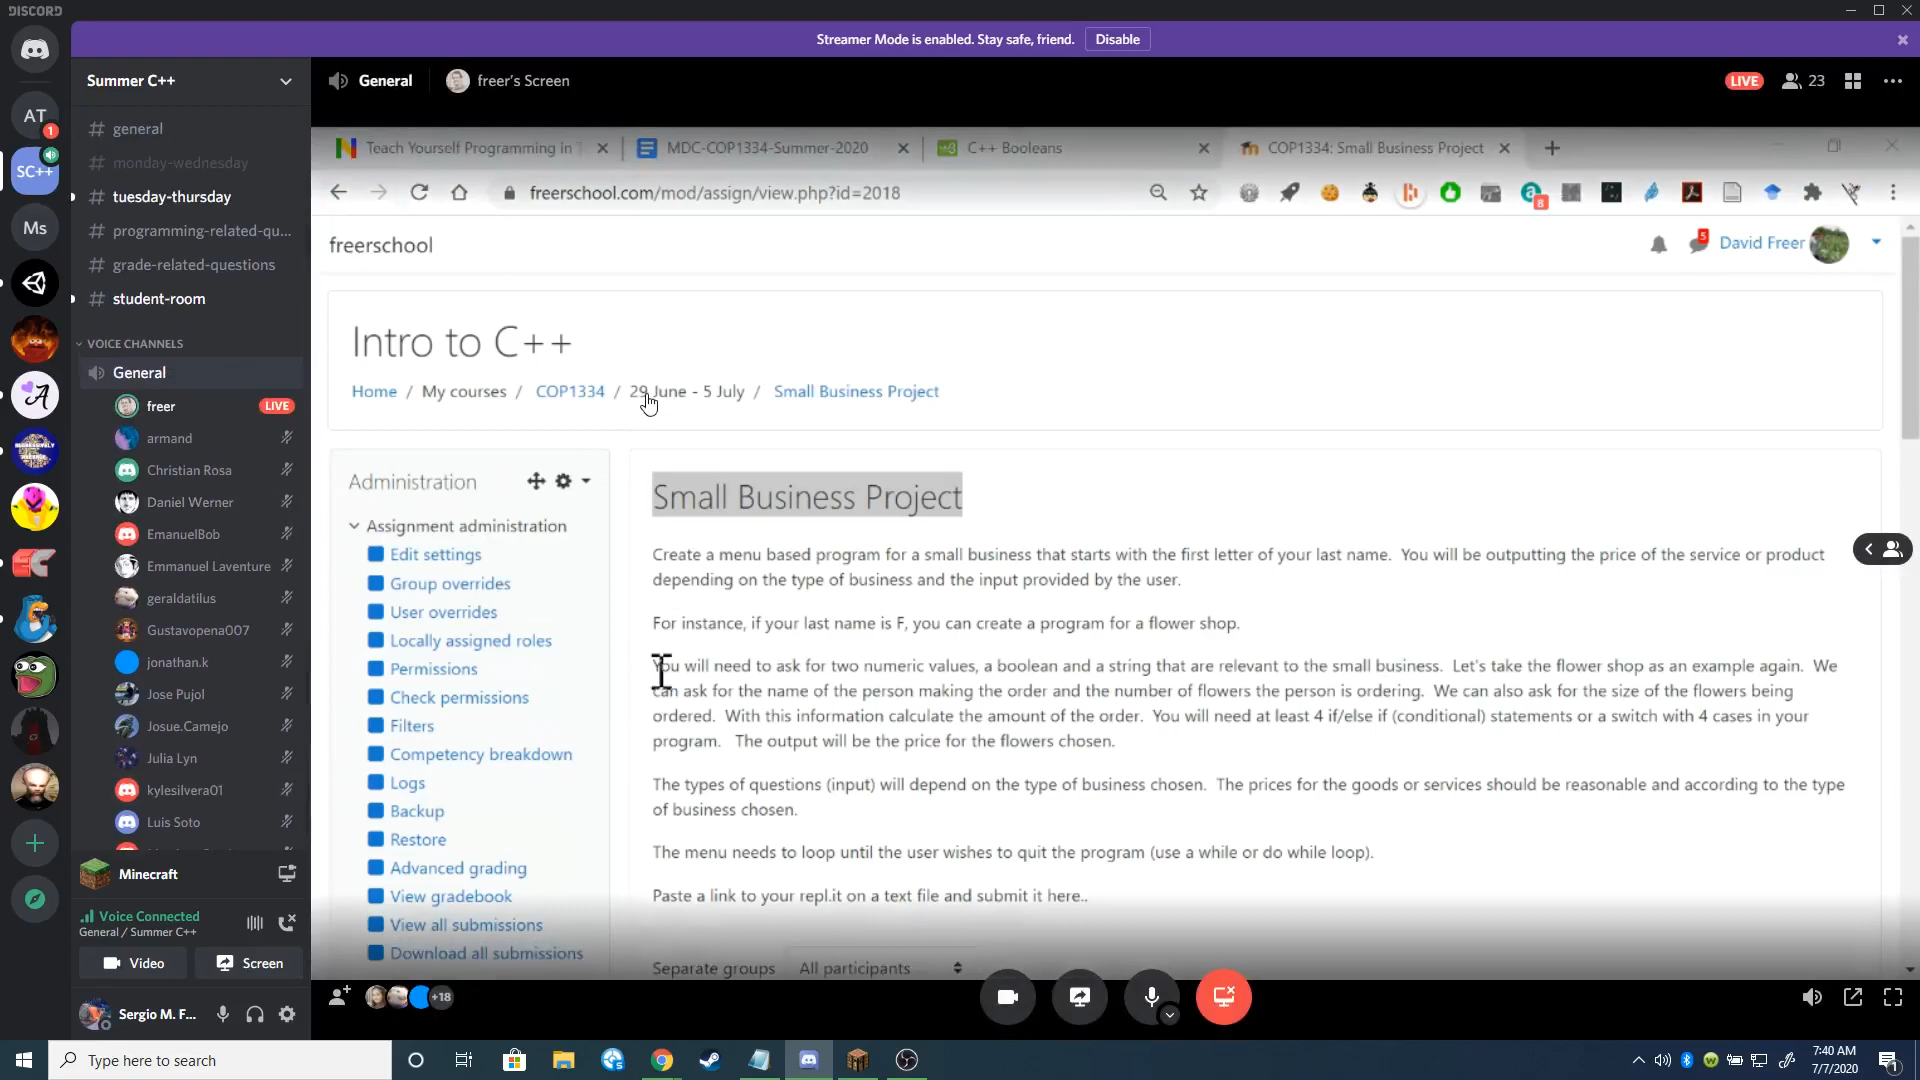 DISCORD
Streamer Mode is enabled. Stay safe, friend. Disable
Summer C++
General freer's Screen
LIVE 23
AT 1
SC++
Ms
general
monday-wednesday
tuesday-thursday
programming-related-qu...
grade-related-questions
student-room
VOICE CHANNELS
General
freer LIVE
armand
Christian Rosa
Daniel Werner
EmanuelBob
Emmanuel Laventure
geraldatilus
Gustavopena007
jonathan.k
Jose Pujol
Josue.Camejo
Julia Lyn
kylesilvera01
Luis Soto
Minecraft
Voice Connected
General / Summer C++
Video Screen
Sergio M. F...
Teach Yourself Programming in MDC-COP1334-Summer-2020 C++ Booleans COP1334: Small Business Project
freerschool.com/mod/assign/view.php?id=2018
8
freerschool
5 David Freer
Intro to C++
Home / My courses / COP1334 / 29 June - 5 July / Small Business Project
Administration
Assignment administration
Edit settings
Group overrides
User overrides
Locally assigned roles
Permissions
Check permissions
Filters
Competency breakdown
Logs
Backup
Restore
Advanced grading
View gradebook
View all submissions
Download all submissions
Small Business Project
Create a menu based program for a small business that starts with the first letter of your last name. You will be outputting the price of the service or product
depending on the type of business and the input provided by the user.
For instance, if your last name is F, you can create a program for a flower shop.
You will need to ask for two numeric values, a boolean and a string that are relevant to the small business. Let's take the flower shop as an example again. We
can ask for the name of the person making the order and the number of flowers the person is ordering. We can also ask for the size of the flowers being
ordered. With this information calculate the amount of the order. You will need at least 4 if/else if (conditional) statements or a switch with 4 cases in your
program. The output will be the price for the flowers chosen.
The types of questions (input) will depend on the type of business chosen. The prices for the goods or services should be reasonable and according to the type
of business chosen.
The menu needs to loop until the user wishes to quit the program (use a while or do while loop).
Paste a link to your repl.it on a text file and submit it here..
Separate groups All participants
+18
Type here to search
7:40 AM
7/7/2020
1